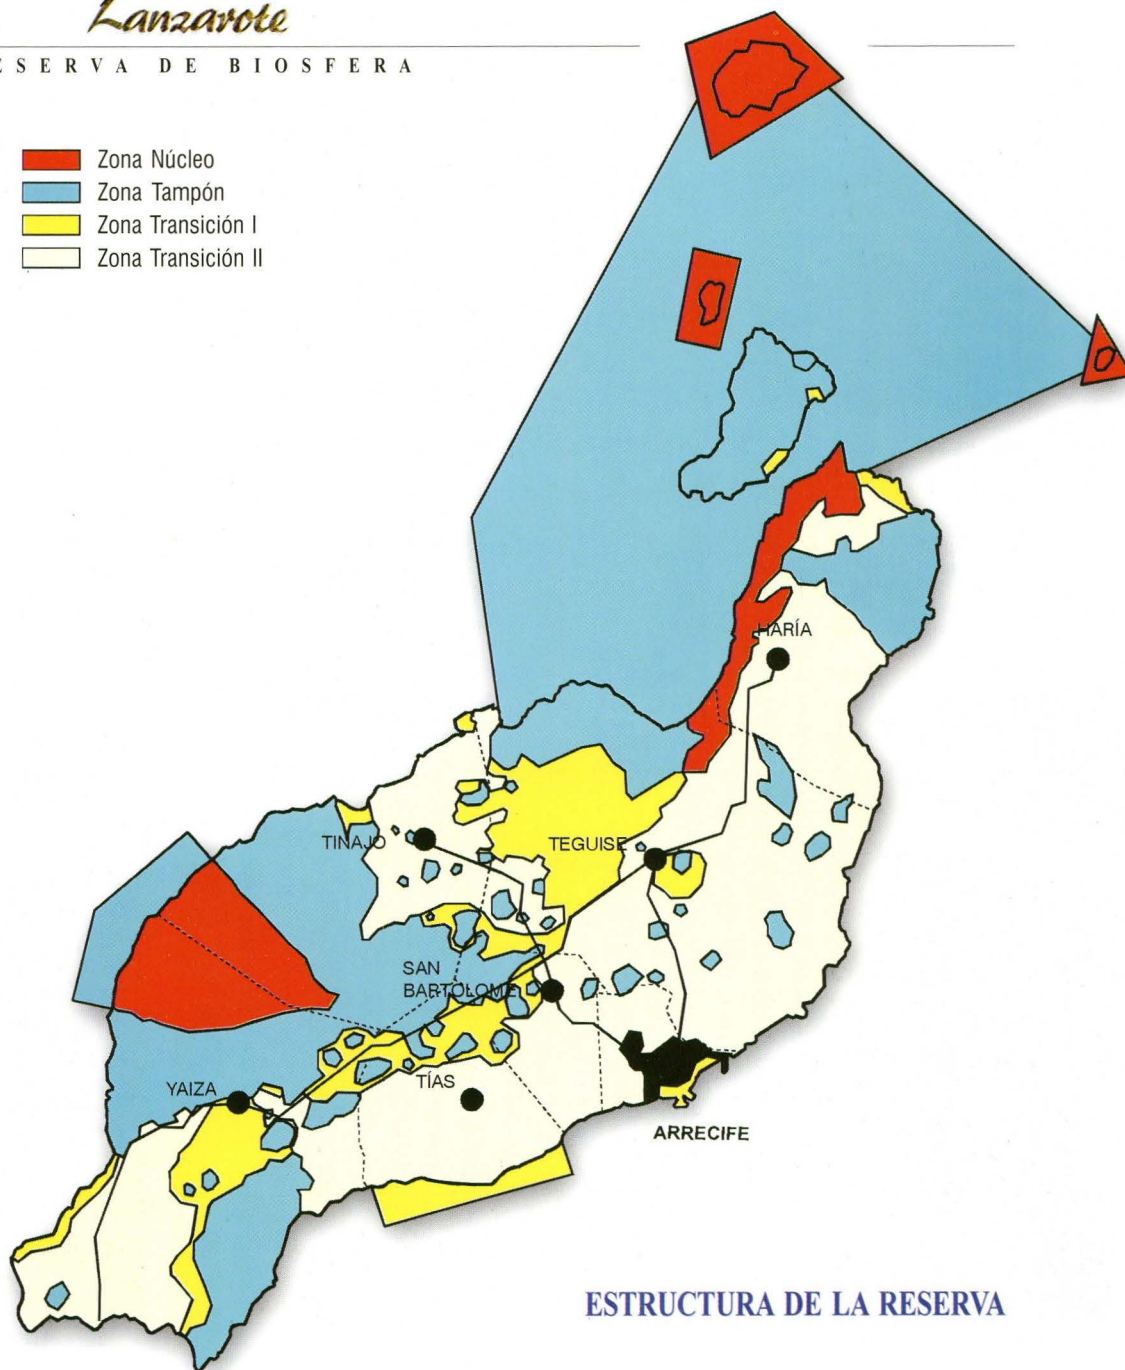 Lanzarote
ESERVA DE BIOSFERA
Zona Núcleo
Zona Tampón
Zona Transición I
Zona Transición II
HARÍA
TINAJO
TEGUISE
SAN
BARTOLOMÉ
YAIZA
TÍAS
ARRECIFE
ESTRUCTURA DE LA RESERVA